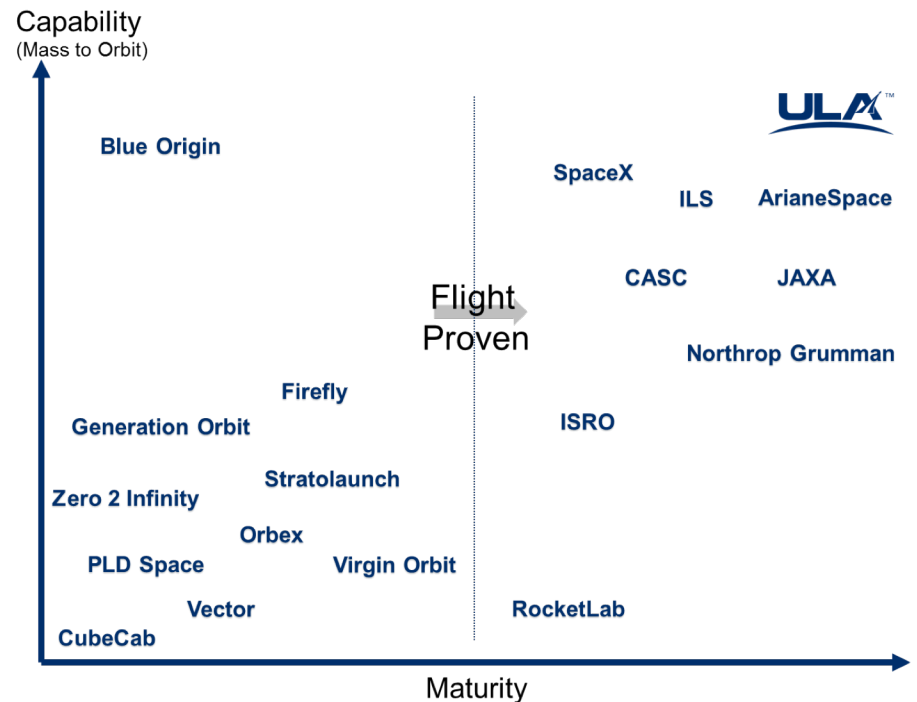 Capability
(Mass to Orbit)
ULA™
Blue Origin
SpaceX
ILS
ArianeSpace
CASC
JAXA
Flight
Proven
Northrop Grumman
Firefly
Generation Orbit
ISRO
Stratolaunch
Zero 2 Infinity
Orbex
PLD Space
Virgin Orbit
Vector
RocketLab
CubeCab
Maturity